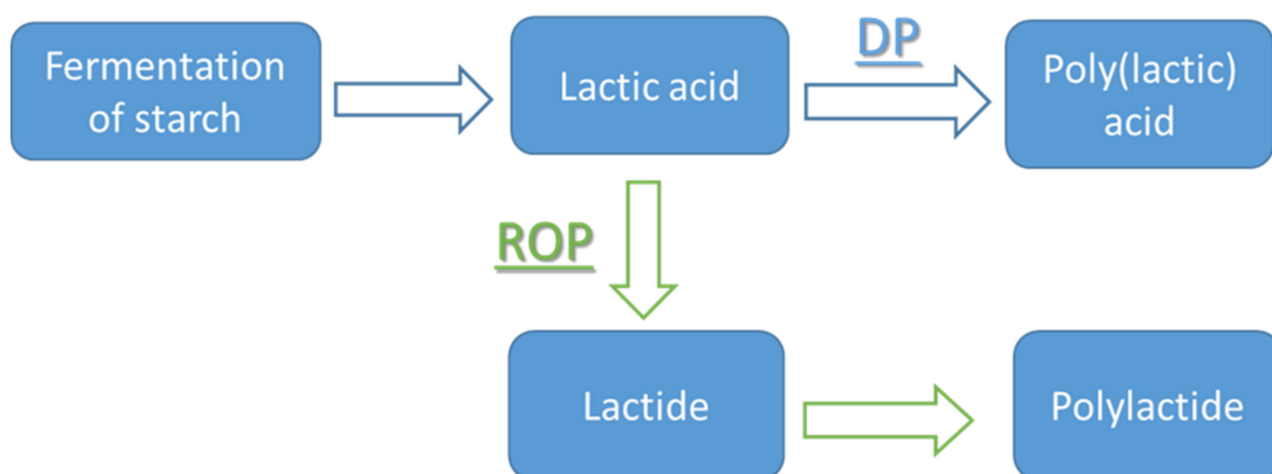 Fermentation
of starch
Lactic acid
DP
Poly(lactic)
acid
ROP
Lactide
Polylactide